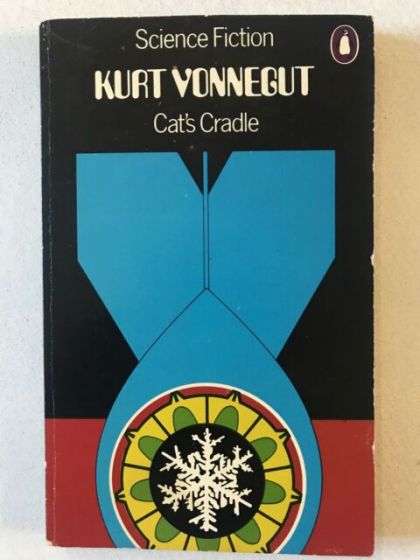 Science Fiction
KURT VONNEGUT
Cat's Cradle